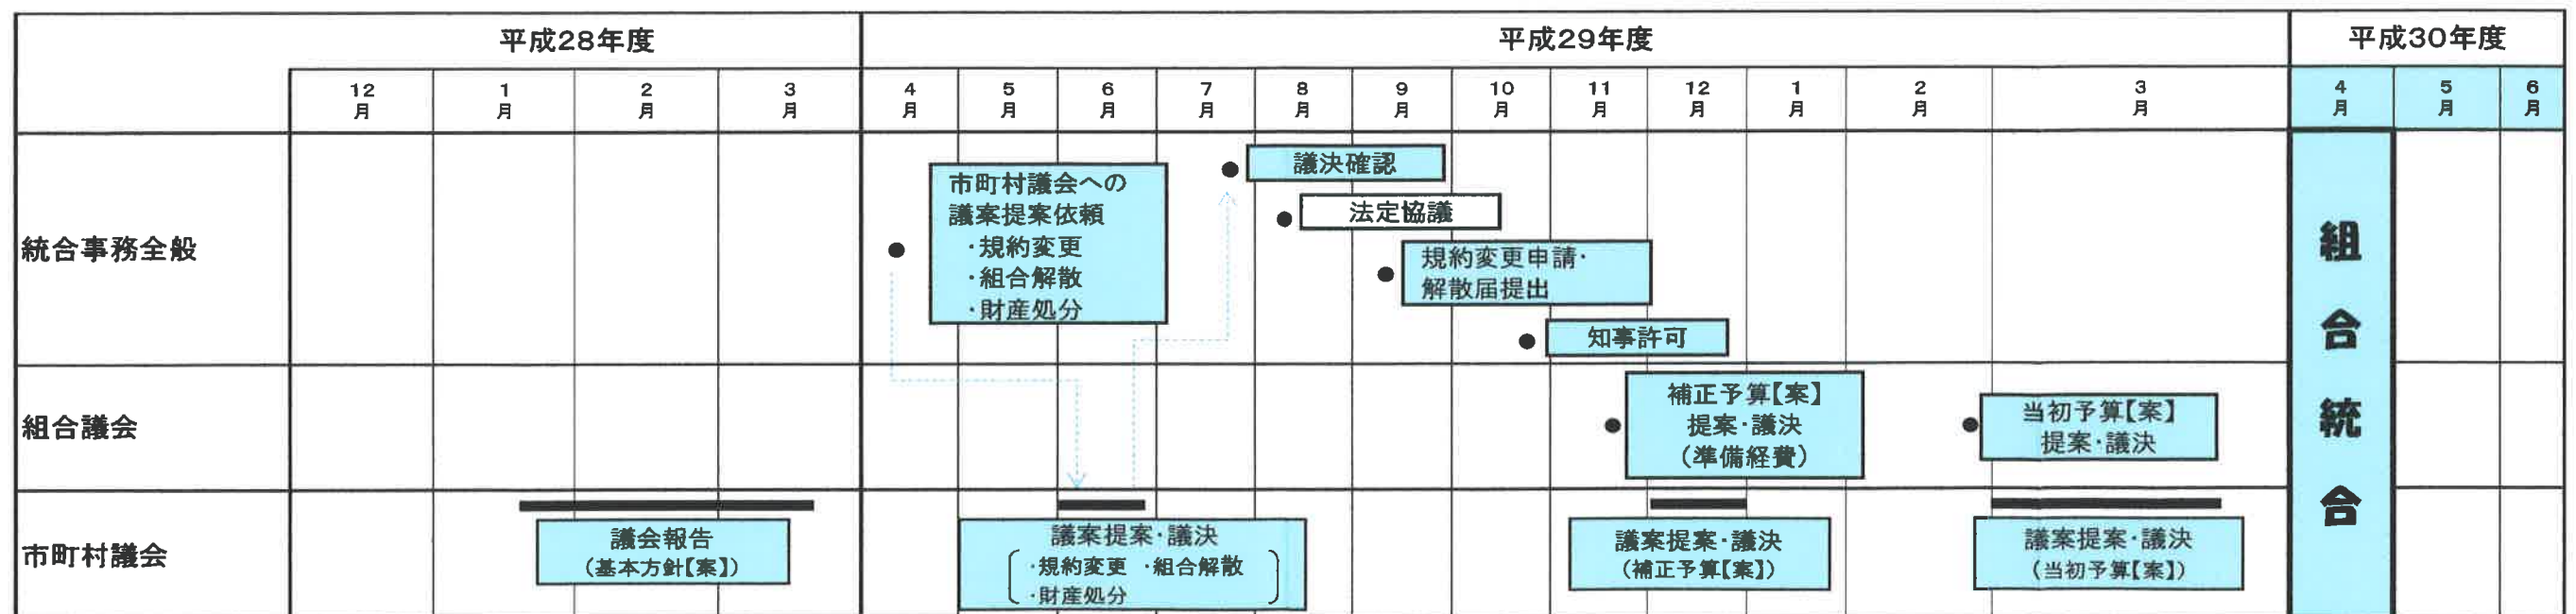 平成28年度
平成29年度
平成30年度
12月
1月
2月
3月
4月
5月
6月
7月
8月
9月
10月
11月
12月
1月
2月
3月
4月
5月
6月
統合事務全般
市町村議会への
議案提案依頼
・規約変更
・組合解散
・財産処分
議決確認
法定協議
規約変更申請・
解散届提出
知事許可
組合統合
組合議会
補正予算【案】
提案・議決
（準備経費）
当初予算【案】
提案・議決
市町村議会
議会報告
（基本方針【案】）
議案提案・議決
・規約変更 ・組合解散
・財産処分
議案提案・議決
（補正予算【案】）
議案提案・議決
（当初予算【案】）